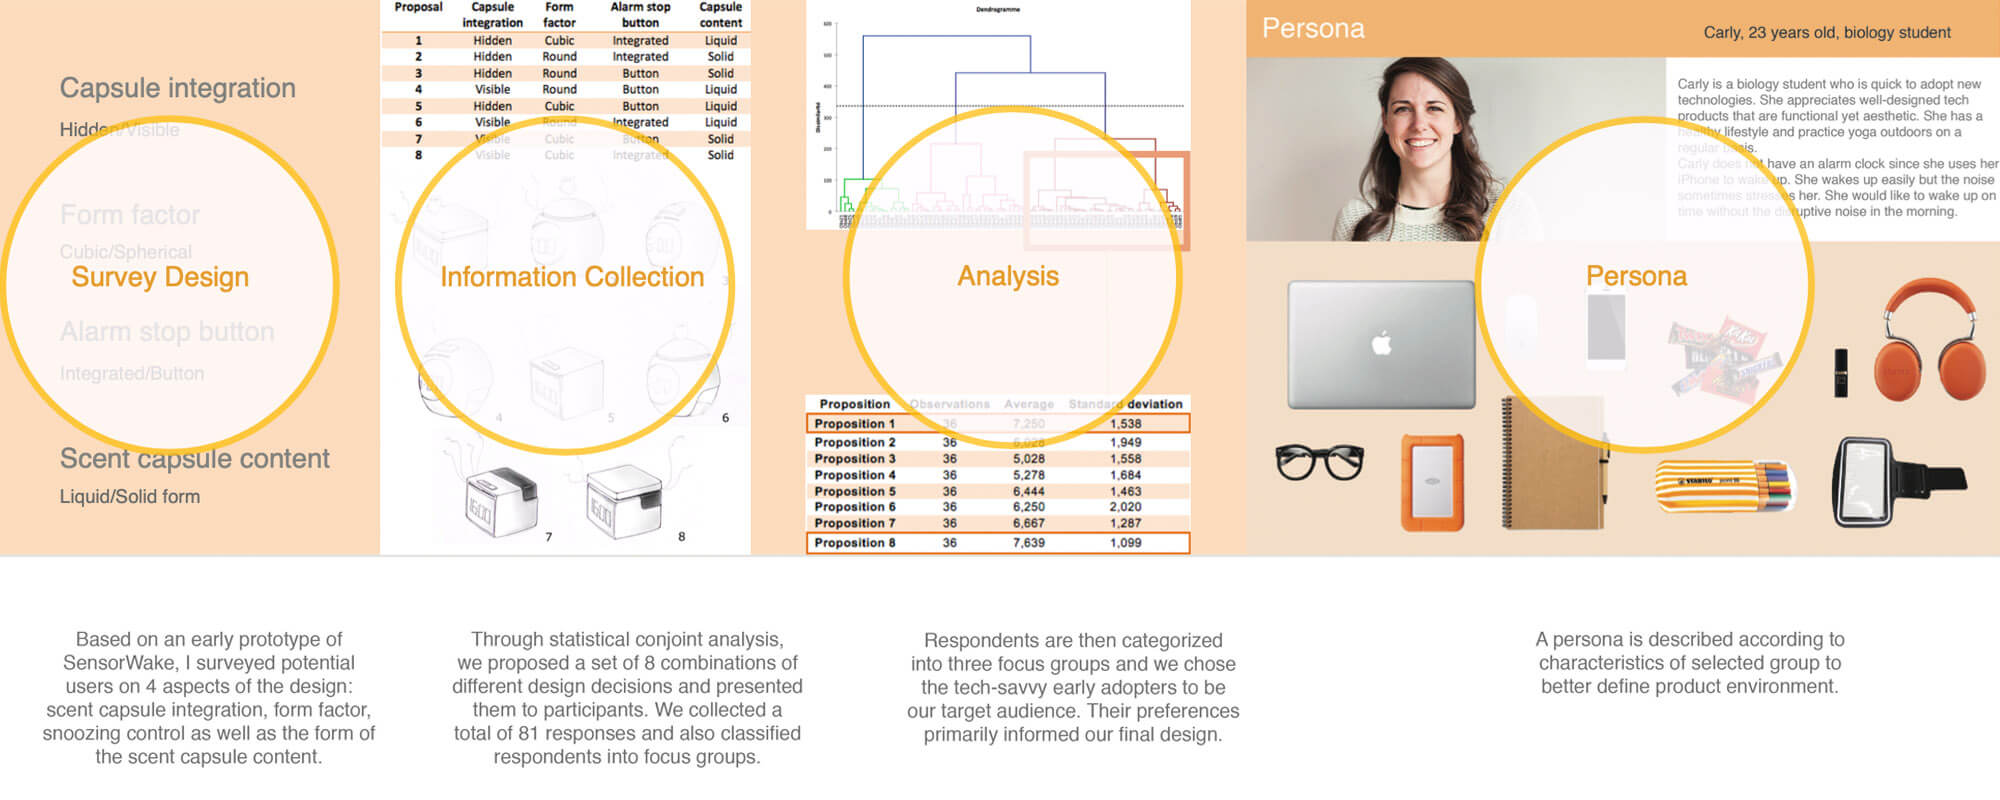 Capsule integration
Hidden/Visible
Form factor
Cubic/Spherical
Survey Design
Alarm stop button
Integrated/Button
Scent capsule content
Liquid/Solid form
Proposal Capsule integration Form factor Alarm stop button Capsule content
1 Hidden Cubic Integrated Liquid
2 Hidden Round Integrated Solid
3 Hidden Round Button Solid
4 Visible Round Button Liquid
5 Hidden Cubic Button Liquid
6 Visible Round Integrated Liquid
7 Visible Cubic Button Solid
8 Visible Cubic Integrated Solid
Information Collection
3
4
5
6
7
8
Dendrogramme
Analysis
Proposition Observations Average Standard deviation
Proposition 1 36 7,250 1,538
Proposition 2 36 6,028 1,949
Proposition 3 36 5,028 1,558
Proposition 4 36 5,278 1,684
Proposition 5 36 6,444 1,463
Proposition 6 36 6,250 2,020
Proposition 7 36 6,667 1,287
Proposition 8 36 7,639 1,099
Persona
Carly, 23 years old, biology student
Carly is a biology student who is quick to adopt new
technologies. She appreciates well-designed tech
products that are functional yet aesthetic. She has a
healthy lifestyle and practice yoga outdoors on a
regular basis.
Carly does not have an alarm clock since she uses her
iPhone to wake up. She wakes up easily but the noise
sometimes stresses her. She would like to wake up on
time without the disruptive noise in the morning.
Persona
STABILO
Based on an early prototype of
SensorWake, I surveyed potential
users on 4 aspects of the design:
scent capsule integration, form factor,
snoozing control as well as the form of
the scent capsule content.
Through statistical conjoint analysis,
we proposed a set of 8 combinations of
different design decisions and presented
them to participants. We collected a
total of 81 responses and also classified
respondents into focus groups.
Respondents are then categorized
into three focus groups and we chose
the tech-savvy early adopters to be
our target audience. Their preferences
primarily informed our final design.
A persona is described according to
characteristics of selected group to
better define product environment.